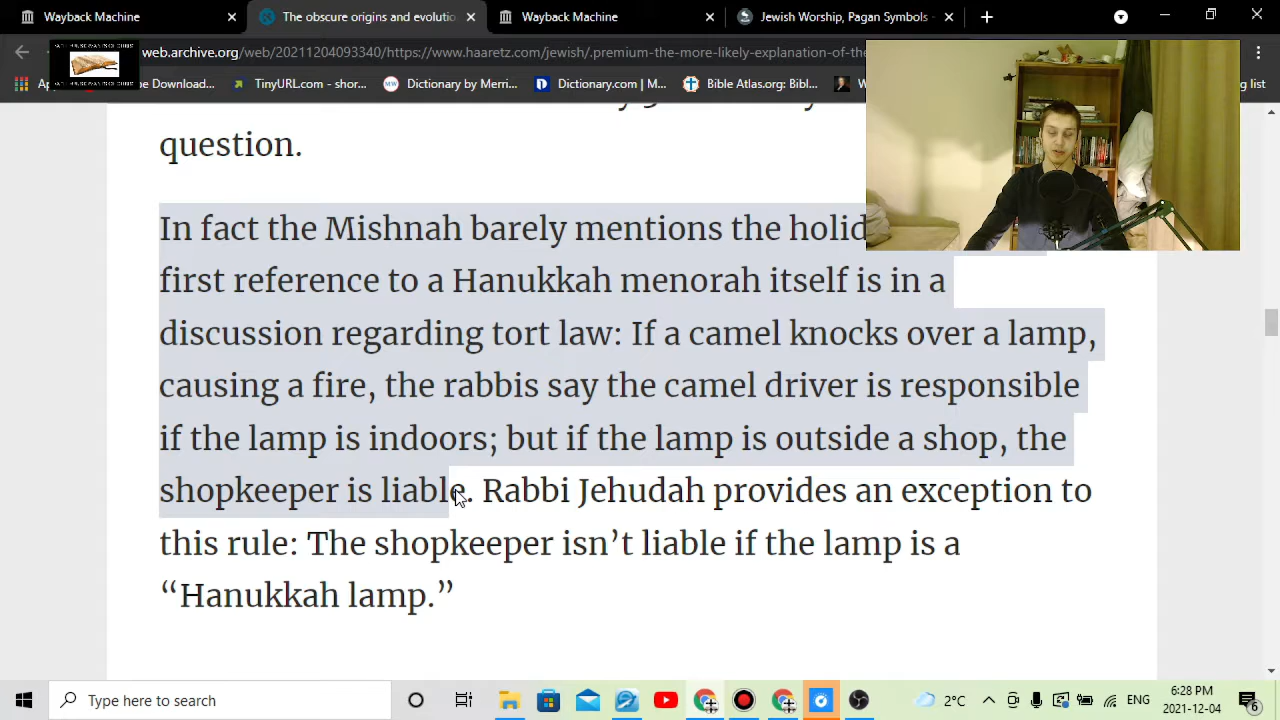 Wayback Machine
The obscure origins and evolutio
Wayback Machine
Jewish Worship, Pagan Symbols -
web.archive.org/web/20211204093340/https://www.haaretz.com/jewish/.premium-the-more-likely-explanation-of-the
Download...
TinyURL.com - shor...
Dictionary by Merri...
Dictionary.com | M...
Bible Atlas.org: Bibl...
g list
question.
In fact the Mishnah barely mentions the holid
first reference to a Hanukkah menorah itself is in a
discussion regarding tort law: If a camel knocks over a lamp,
causing a fire, the rabbis say the camel driver is responsible
if the lamp is indoors; but if the lamp is outside a shop, the
shopkeeper is liable. Rabbi Jehudah provides an exception to
this rule: The shopkeeper isn’t liable if the lamp is a
“Hanukkah lamp.”
Type here to search
2°C
ENG
6:28 PM
2021-12-04
6